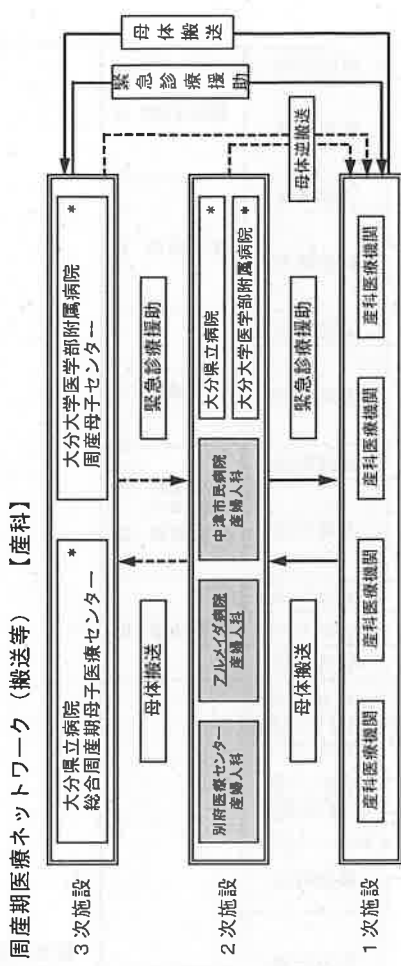 周産期医療ネットワーク（搬送等）　【産科】
3次施設
大分県立病院
総合周産期母子医療センター
*
大分大学医学部附属病院
周産母子センター
*
母体搬送
緊急診療援助
2次施設
別府医療センター
産婦人科
アルメイダ病院
産婦人科
中津市民病院
産婦人科
大分県立病院
*
大分大学医学部附属病院
*
母体搬送
緊急診療援助
1次施設
産科医療機関
産科医療機関
産科医療機関
産科医療機関
母体逆搬送
緊急診療援助
母体搬送